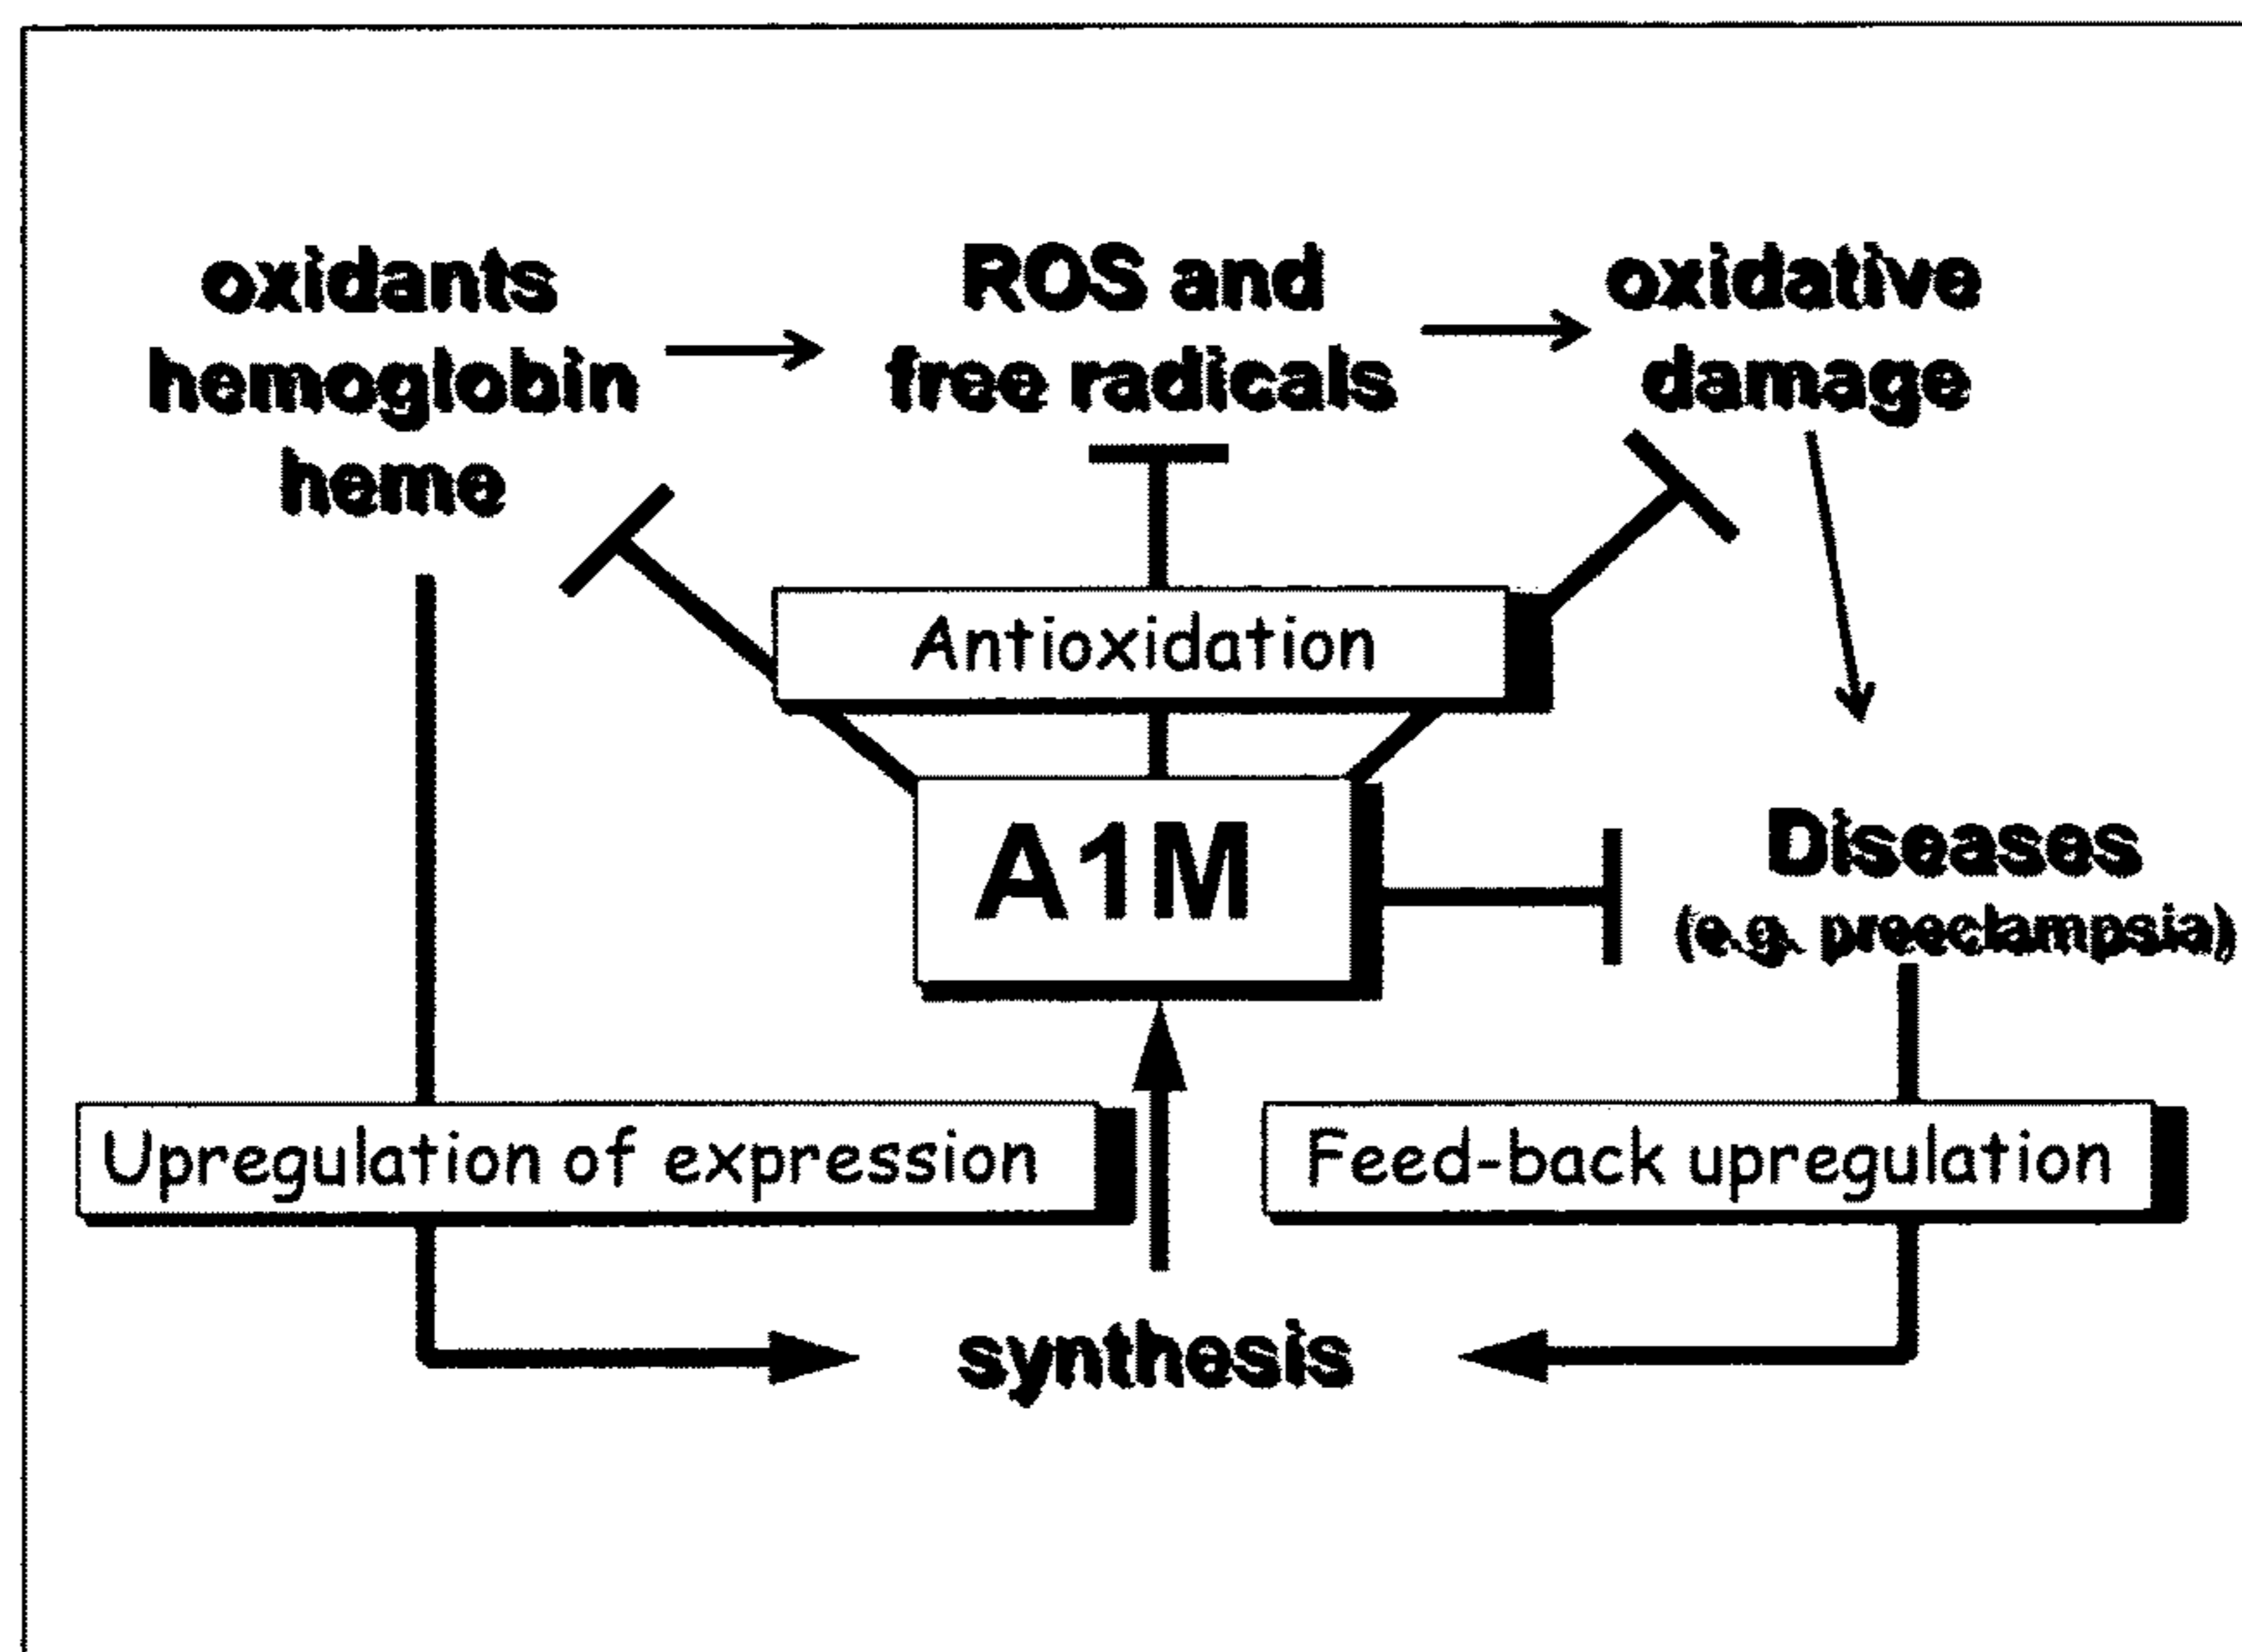 oxidants
hemoglobin
heme
ROS and
free radicals
oxidative
damage
Antioxidation
A1M
Diseases
(e.g. preeclampsia)
Upregulation of expression
Feed-back upregulation
synthesis